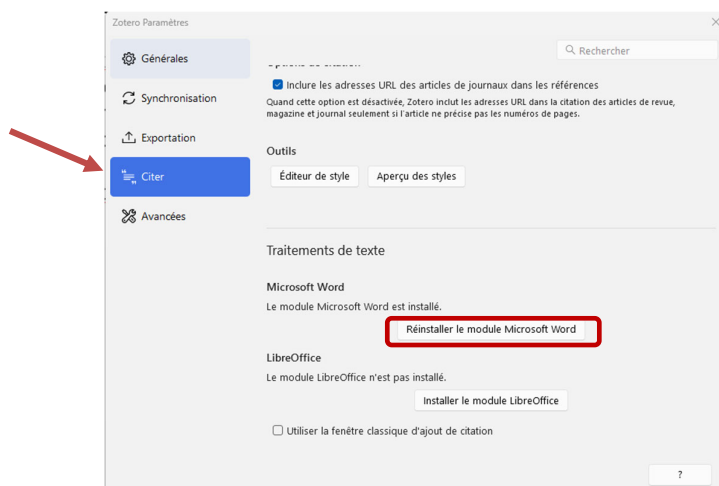 Zotero Paramètres
Rechercher
Générales
Synchronisation
Exportation
Citer
Avancées
Options de citation
Inclure les adresses URL des articles de journaux dans les références
Quand cette option est désactivée, Zotero inclut les adresses URL dans la citation des articles de revue,
magazine et journal seulement si l'article ne précise pas les numéros de pages.
Outils
Éditeur de style
Aperçu des styles
Traitements de texte
Microsoft Word
Le module Microsoft Word est installé.
Réinstaller le module Microsoft Word
LibreOffice
Le module LibreOffice n'est pas installé.
Installer le module LibreOffice
Utiliser la fenêtre classique d'ajout de citation
?